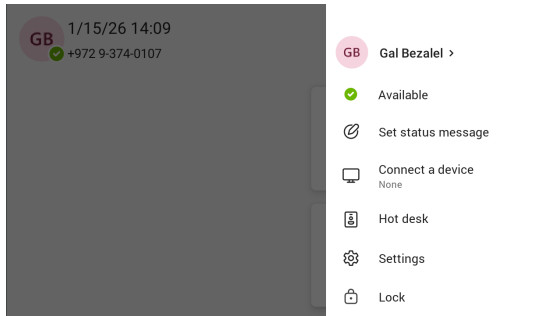 GB
1/15/26 14:09
+972 9-374-0107
GB
Gal Bezalel
Available
Set status message
Connect a device
None
Hot desk
Settings
Lock